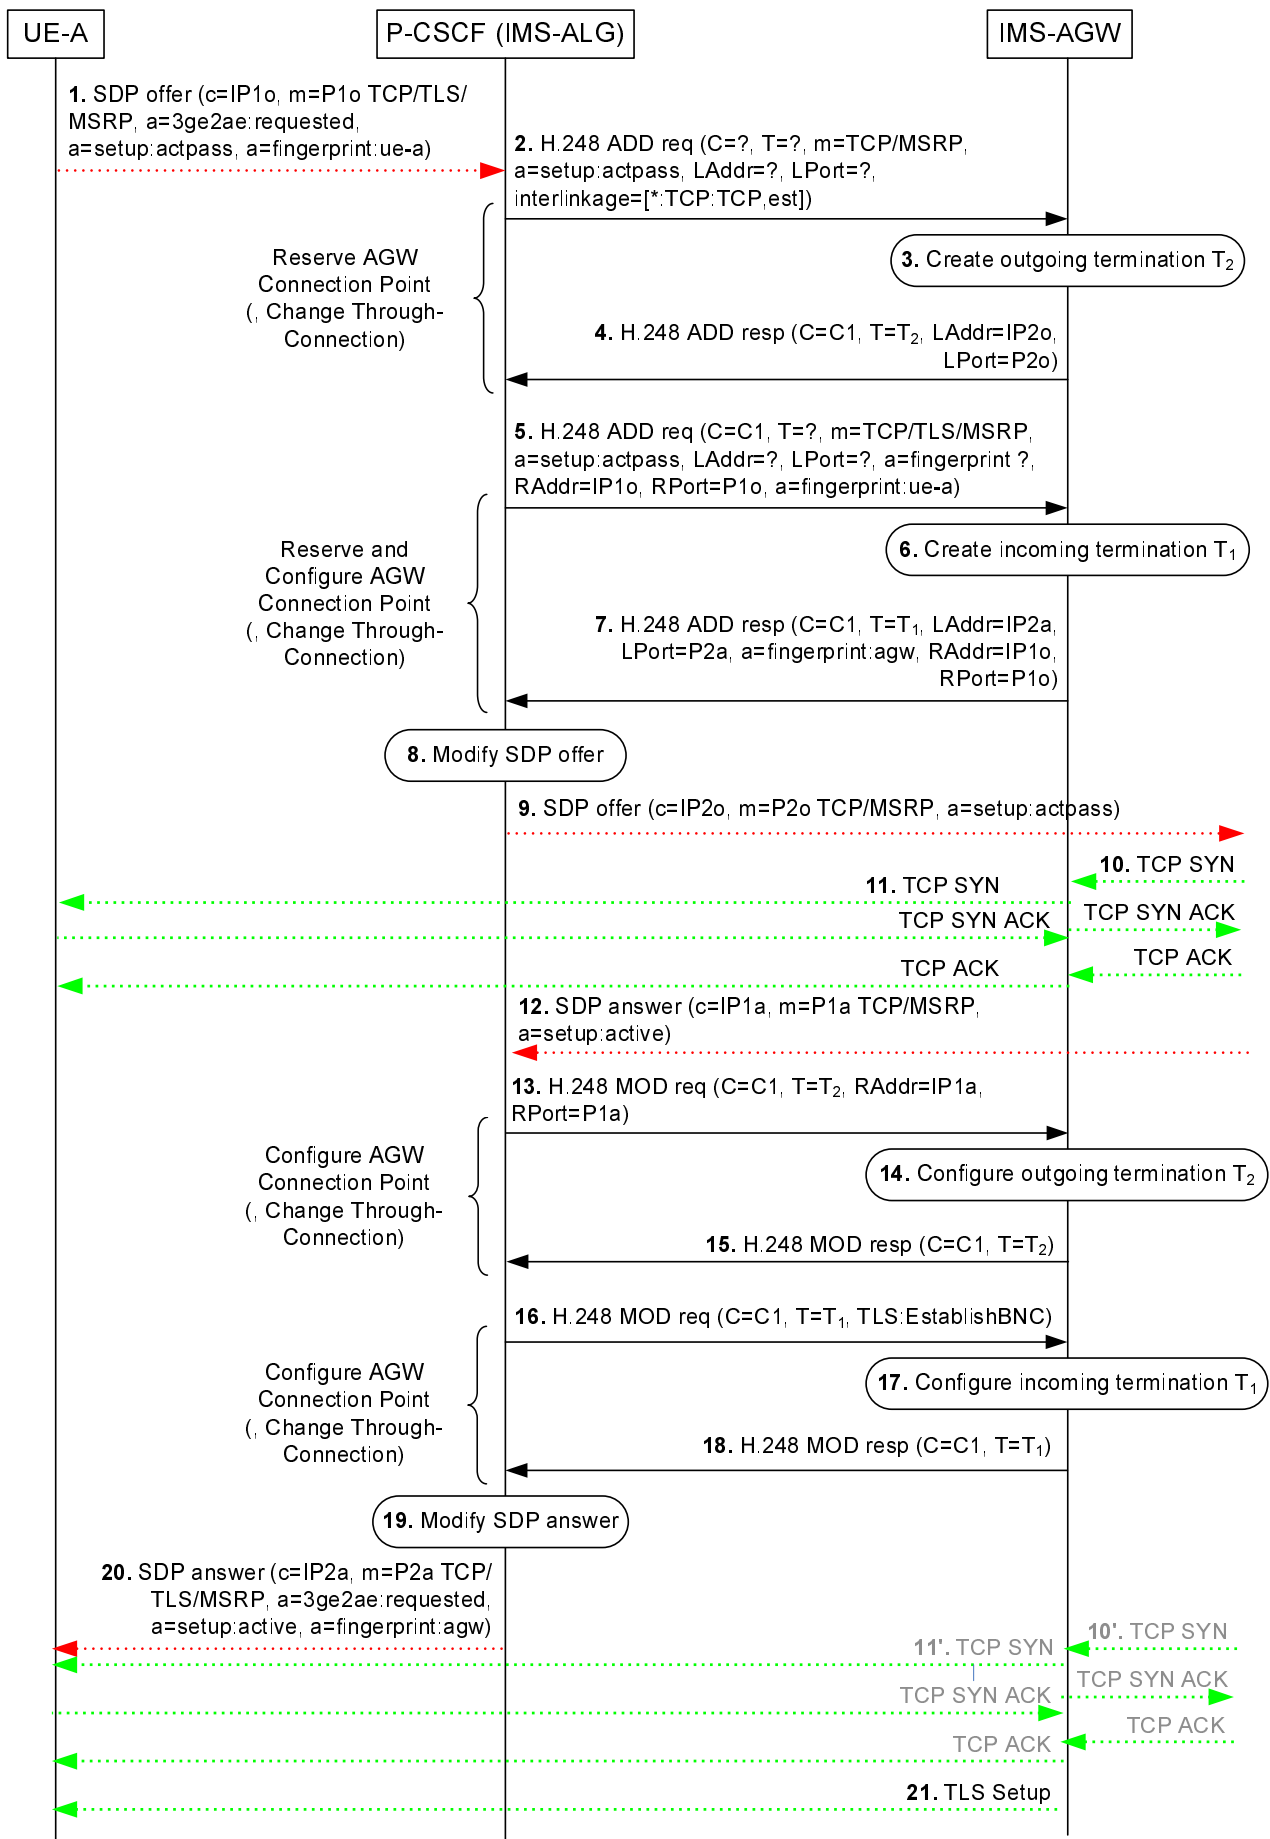 UE-A
P-CSCF (IMS-ALG)
IMS-AGW
1. SDP offer (c=IP1o, m=P1o TCP/TLS/
MSRP, a=3ge2ae:requested,
a=setup:actpass, a=fingerprint:ue-a)
2. H.248 ADD req (C=?, T=?, m=TCP/MSRP,
a=setup:actpass, LAddr=?, LPort=?,
interlinkage=[*:TCP:TCP,est])
Reserve AGW
Connection Point
(, Change Through-
Connection)
3. Create outgoing termination T2
4. H.248 ADD resp (C=C1, T=T2, LAddr=IP2o,
LPort=P2o)
5. H.248 ADD req (C=C1, T=?, m=TCP/TLS/MSRP,
a=setup:actpass, LAddr=?, LPort=?, a=fingerprint ?,
RAddr=IP1o, RPort=P1o, a=fingerprint:ue-a)
Reserve and
Configure AGW
Connection Point
(, Change Through-
Connection)
6. Create incoming termination T1
7. H.248 ADD resp (C=C1, T=T1, LAddr=IP2a,
LPort=P2a, a=fingerprint:agw, RAddr=IP1o,
RPort=P1o)
8. Modify SDP offer
9. SDP offer (c=IP2o, m=P2o TCP/MSRP, a=setup:actpass)
10. TCP SYN
11. TCP SYN
TCP SYN ACK
TCP SYN ACK
TCP ACK
TCP ACK
12. SDP answer (c=IP1a, m=P1a TCP/MSRP,
a=setup:active)
13. H.248 MOD req (C=C1, T=T2, RAddr=IP1a,
RPort=P1a)
Configure AGW
Connection Point
(, Change Through-
Connection)
14. Configure outgoing termination T2
15. H.248 MOD resp (C=C1, T=T2)
16. H.248 MOD req (C=C1, T=T1, TLS:EstablishBNC)
Configure AGW
Connection Point
(, Change Through-
Connection)
17. Configure incoming termination T1
18. H.248 MOD resp (C=C1, T=T1)
19. Modify SDP answer
20. SDP answer (c=IP2a, m=P2a TCP/
TLS/MSRP, a=3ge2ae:requested,
a=setup:active, a=fingerprint:agw)
10'. TCP SYN
11'. TCP SYN
TCP SYN ACK
TCP SYN ACK
TCP ACK
TCP ACK
21. TLS Setup